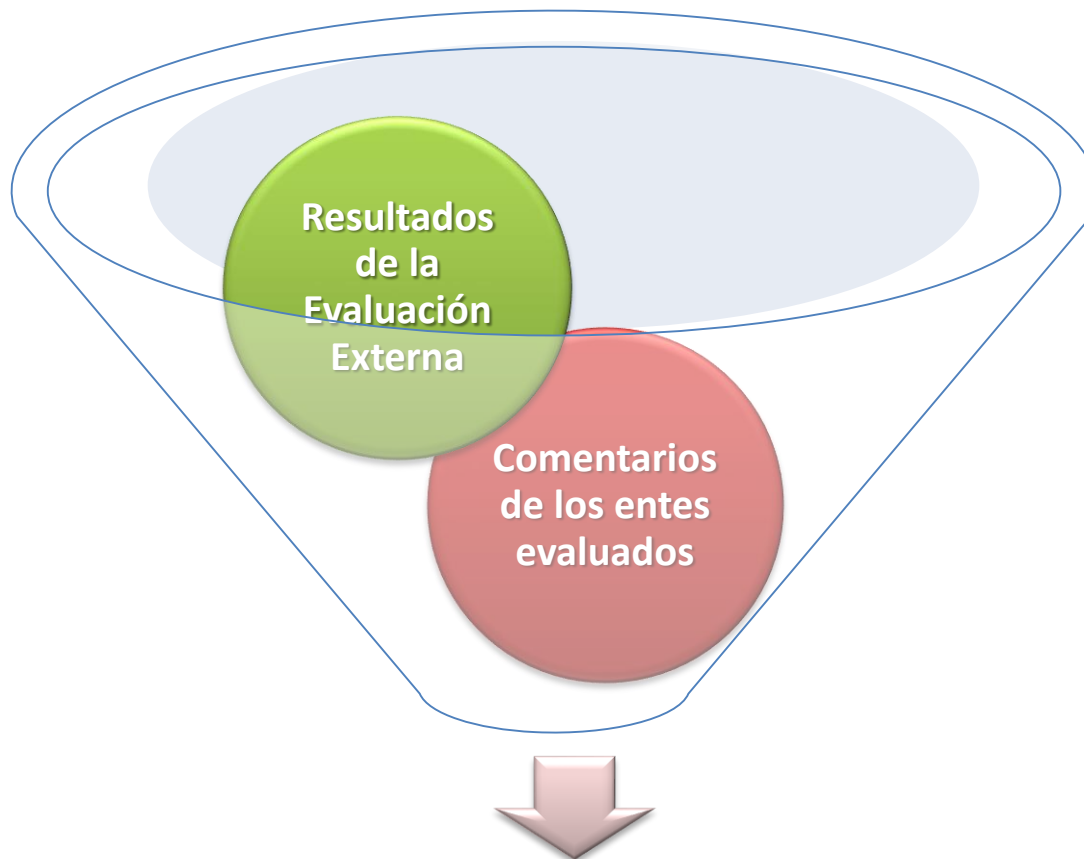 Resultados
de la
Evaluación
Externa
Comentarios
de los entes
evaluados